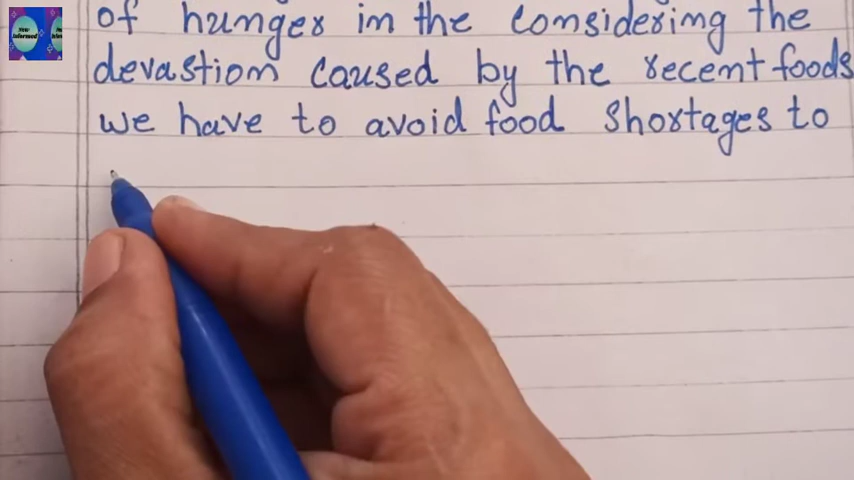 of hunger in the considering the
devastion caused by the recent foods
we have to avoid food shortages to
Your